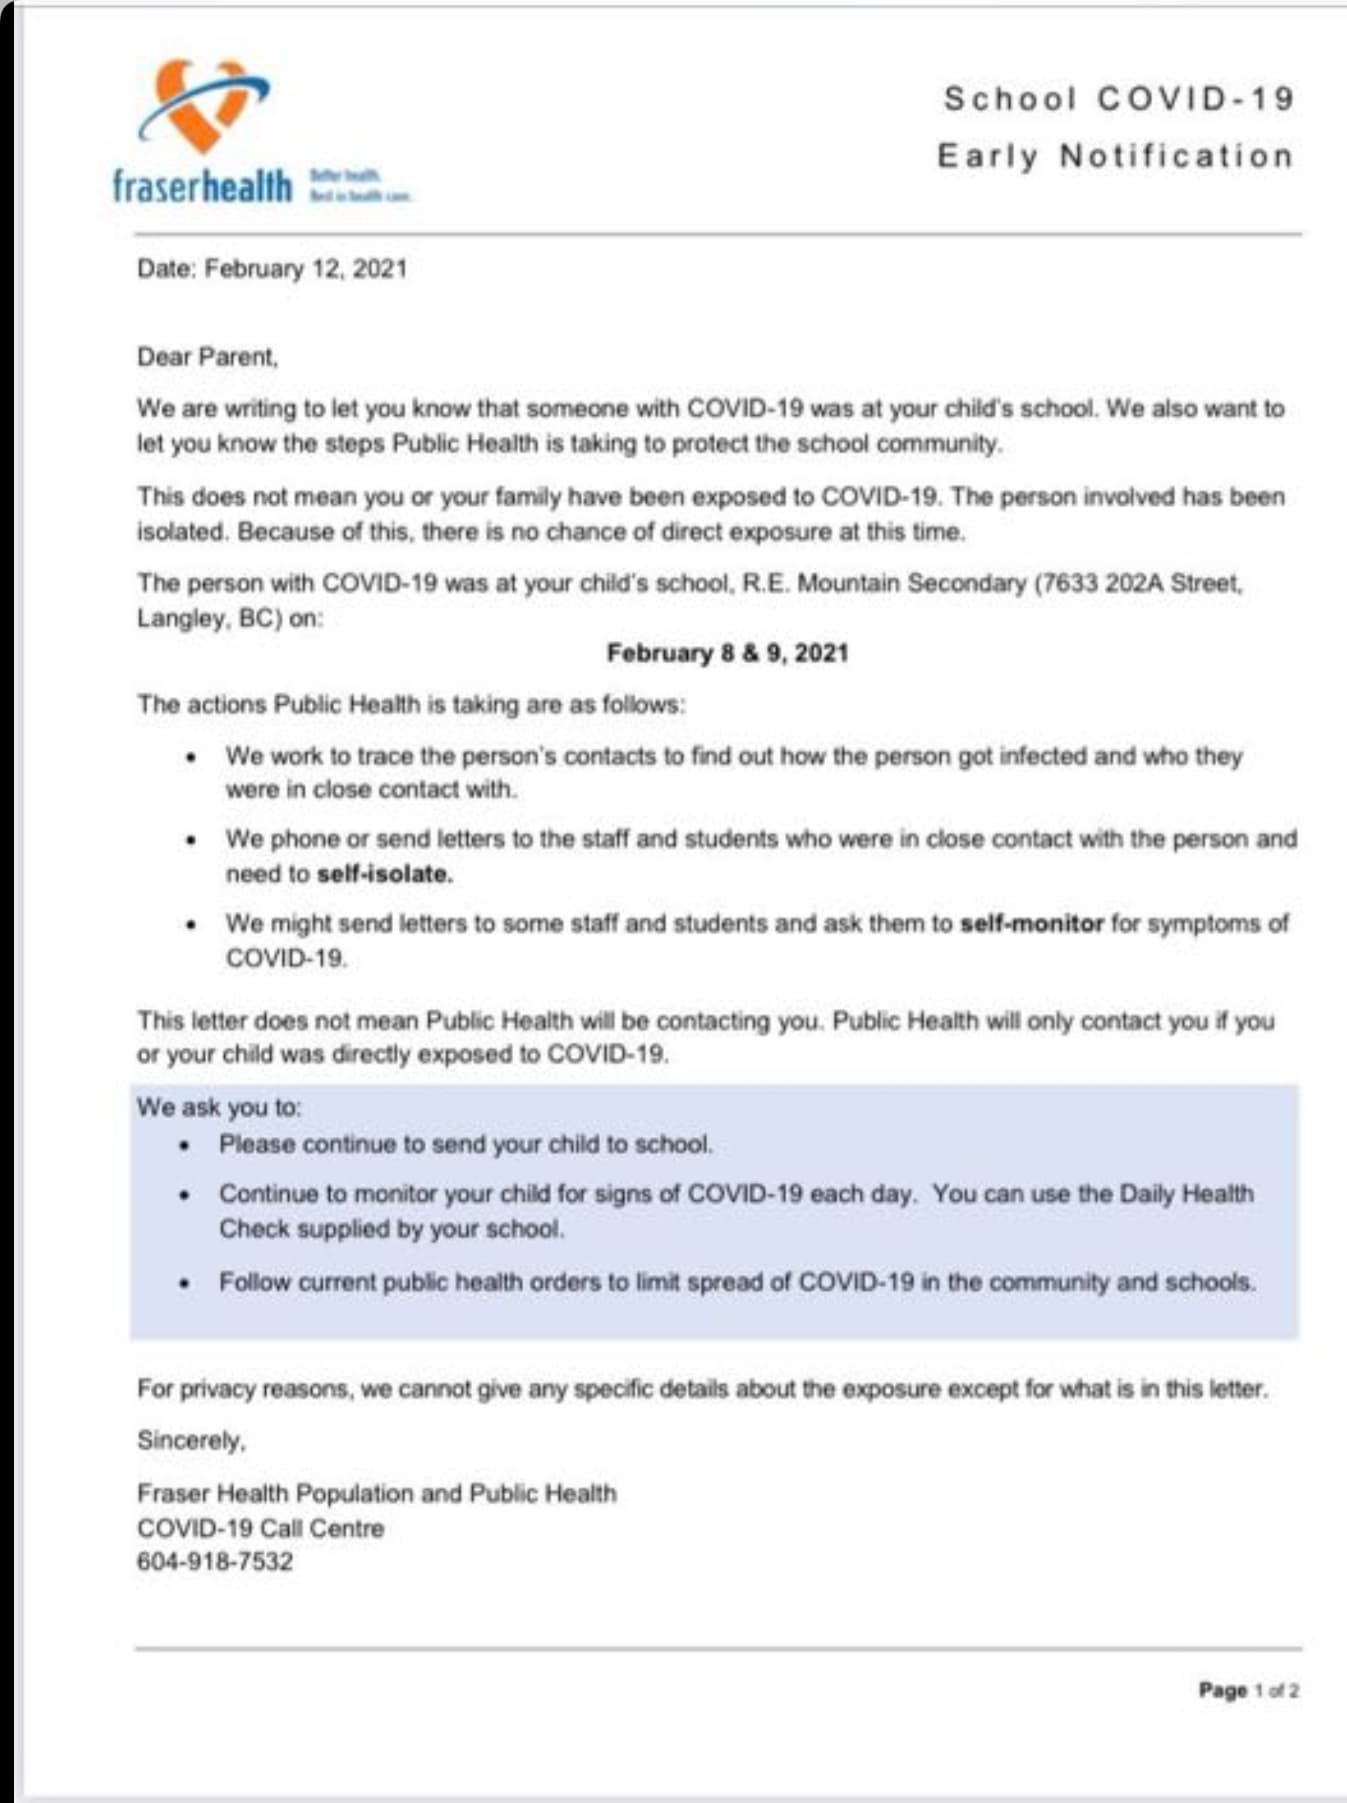 School COVID-19
Early Notification
fraserhealth Better health.
Best in health care.
Date: February 12, 2021
Dear Parent,
We are writing to let you know that someone with COVID-19 was at your child's school. We also want to
let you know the steps Public Health is taking to protect the school community.
This does not mean you or your family have been exposed to COVID-19. The person involved has been
isolated. Because of this, there is no chance of direct exposure at this time.
The person with COVID-19 was at your child's school, R.E. Mountain Secondary (7633 202A Street,
Langley, BC) on:
February 8 & 9, 2021
The actions Public Health is taking are as follows:
• We work to trace the person's contacts to find out how the person got infected and who they
were in close contact with.
• We phone or send letters to the staff and students who were in close contact with the person and
need to self-isolate.
• We might send letters to some staff and students and ask them to self-monitor for symptoms of
COVID-19.
This letter does not mean Public Health will be contacting you. Public Health will only contact you if you
or your child was directly exposed to COVID-19.
We ask you to:
• Please continue to send your child to school.
• Continue to monitor your child for signs of COVID-19 each day. You can use the Daily Health
Check supplied by your school.
• Follow current public health orders to limit spread of COVID-19 in the community and schools.
For privacy reasons, we cannot give any specific details about the exposure except for what is in this letter.
Sincerely,
Fraser Health Population and Public Health
COVID-19 Call Centre
604-918-7532
Page 1 of 2